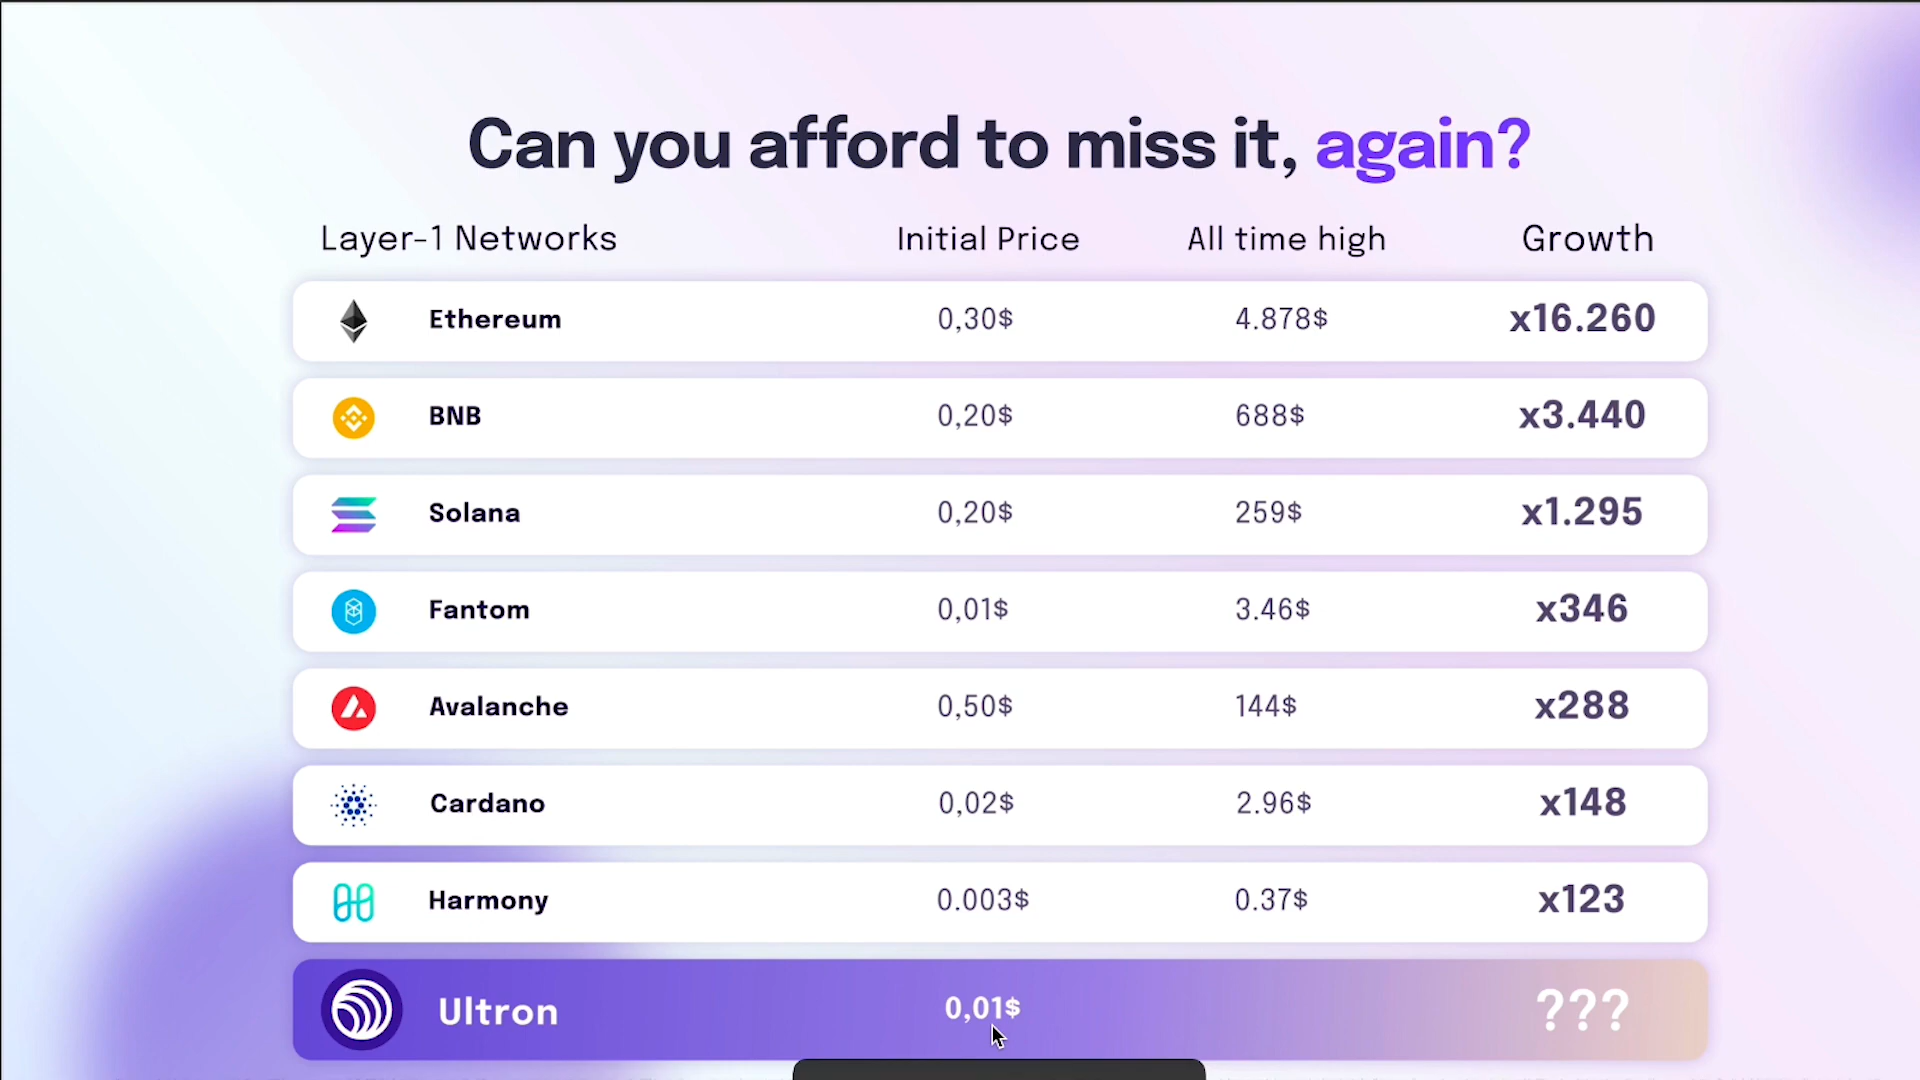 Can you afford to miss it, again?
Layer-1 Networks Initial Price All time high Growth
Ethereum 0,30$ 4.878$ x16.260
BNB 0,20$ 688$ x3.440
Solana 0,20$ 259$ x1.295
Fantom 0,01$ 3.46$ x346
Avalanche 0,50$ 144$ x288
Cardano 0,02$ 2.96$ x148
Harmony 0.003$ 0.37$ x123
Ultron 0,01$ ???